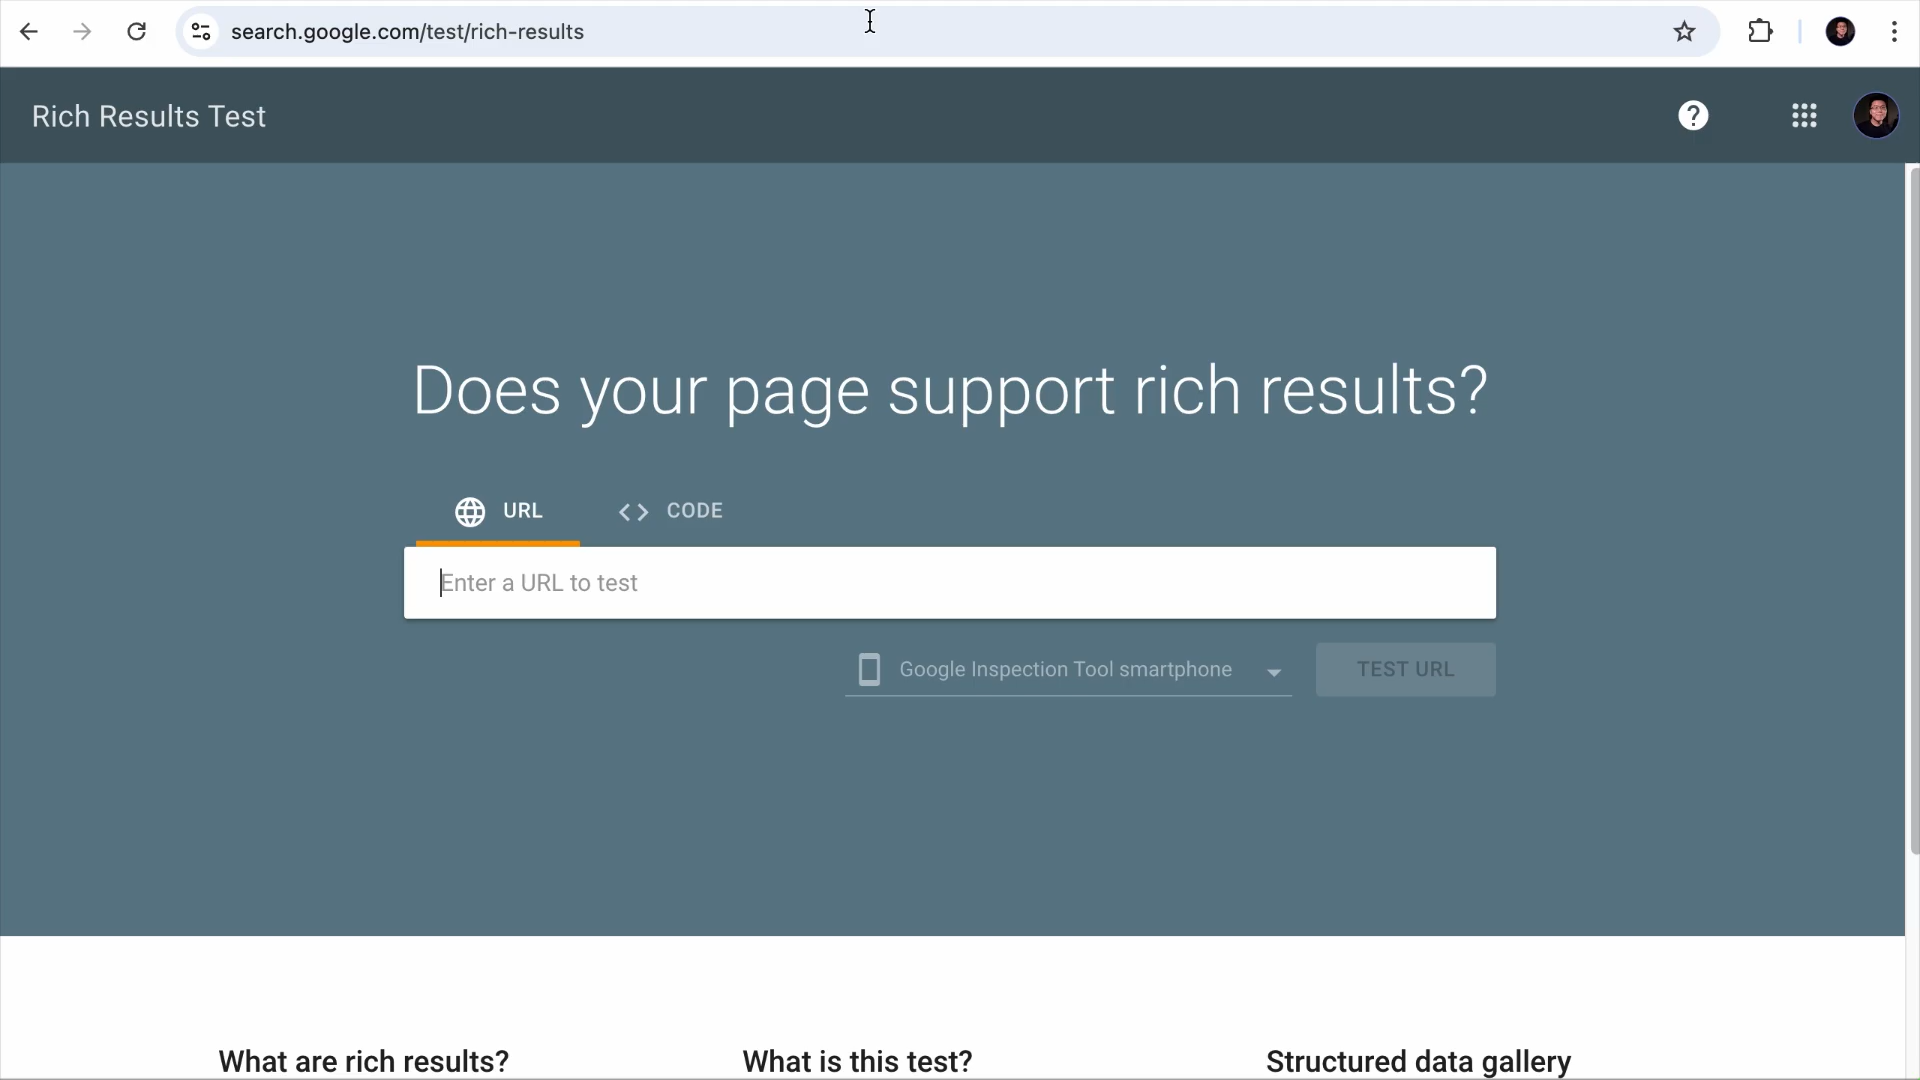 search.google.com/test/rich-results
Rich Results Test
Does your page support rich results?
URL
CODE
Enter a URL to test
Google Inspection Tool smartphone
TEST URL
What are rich results?
What is this test?
Structured data gallery